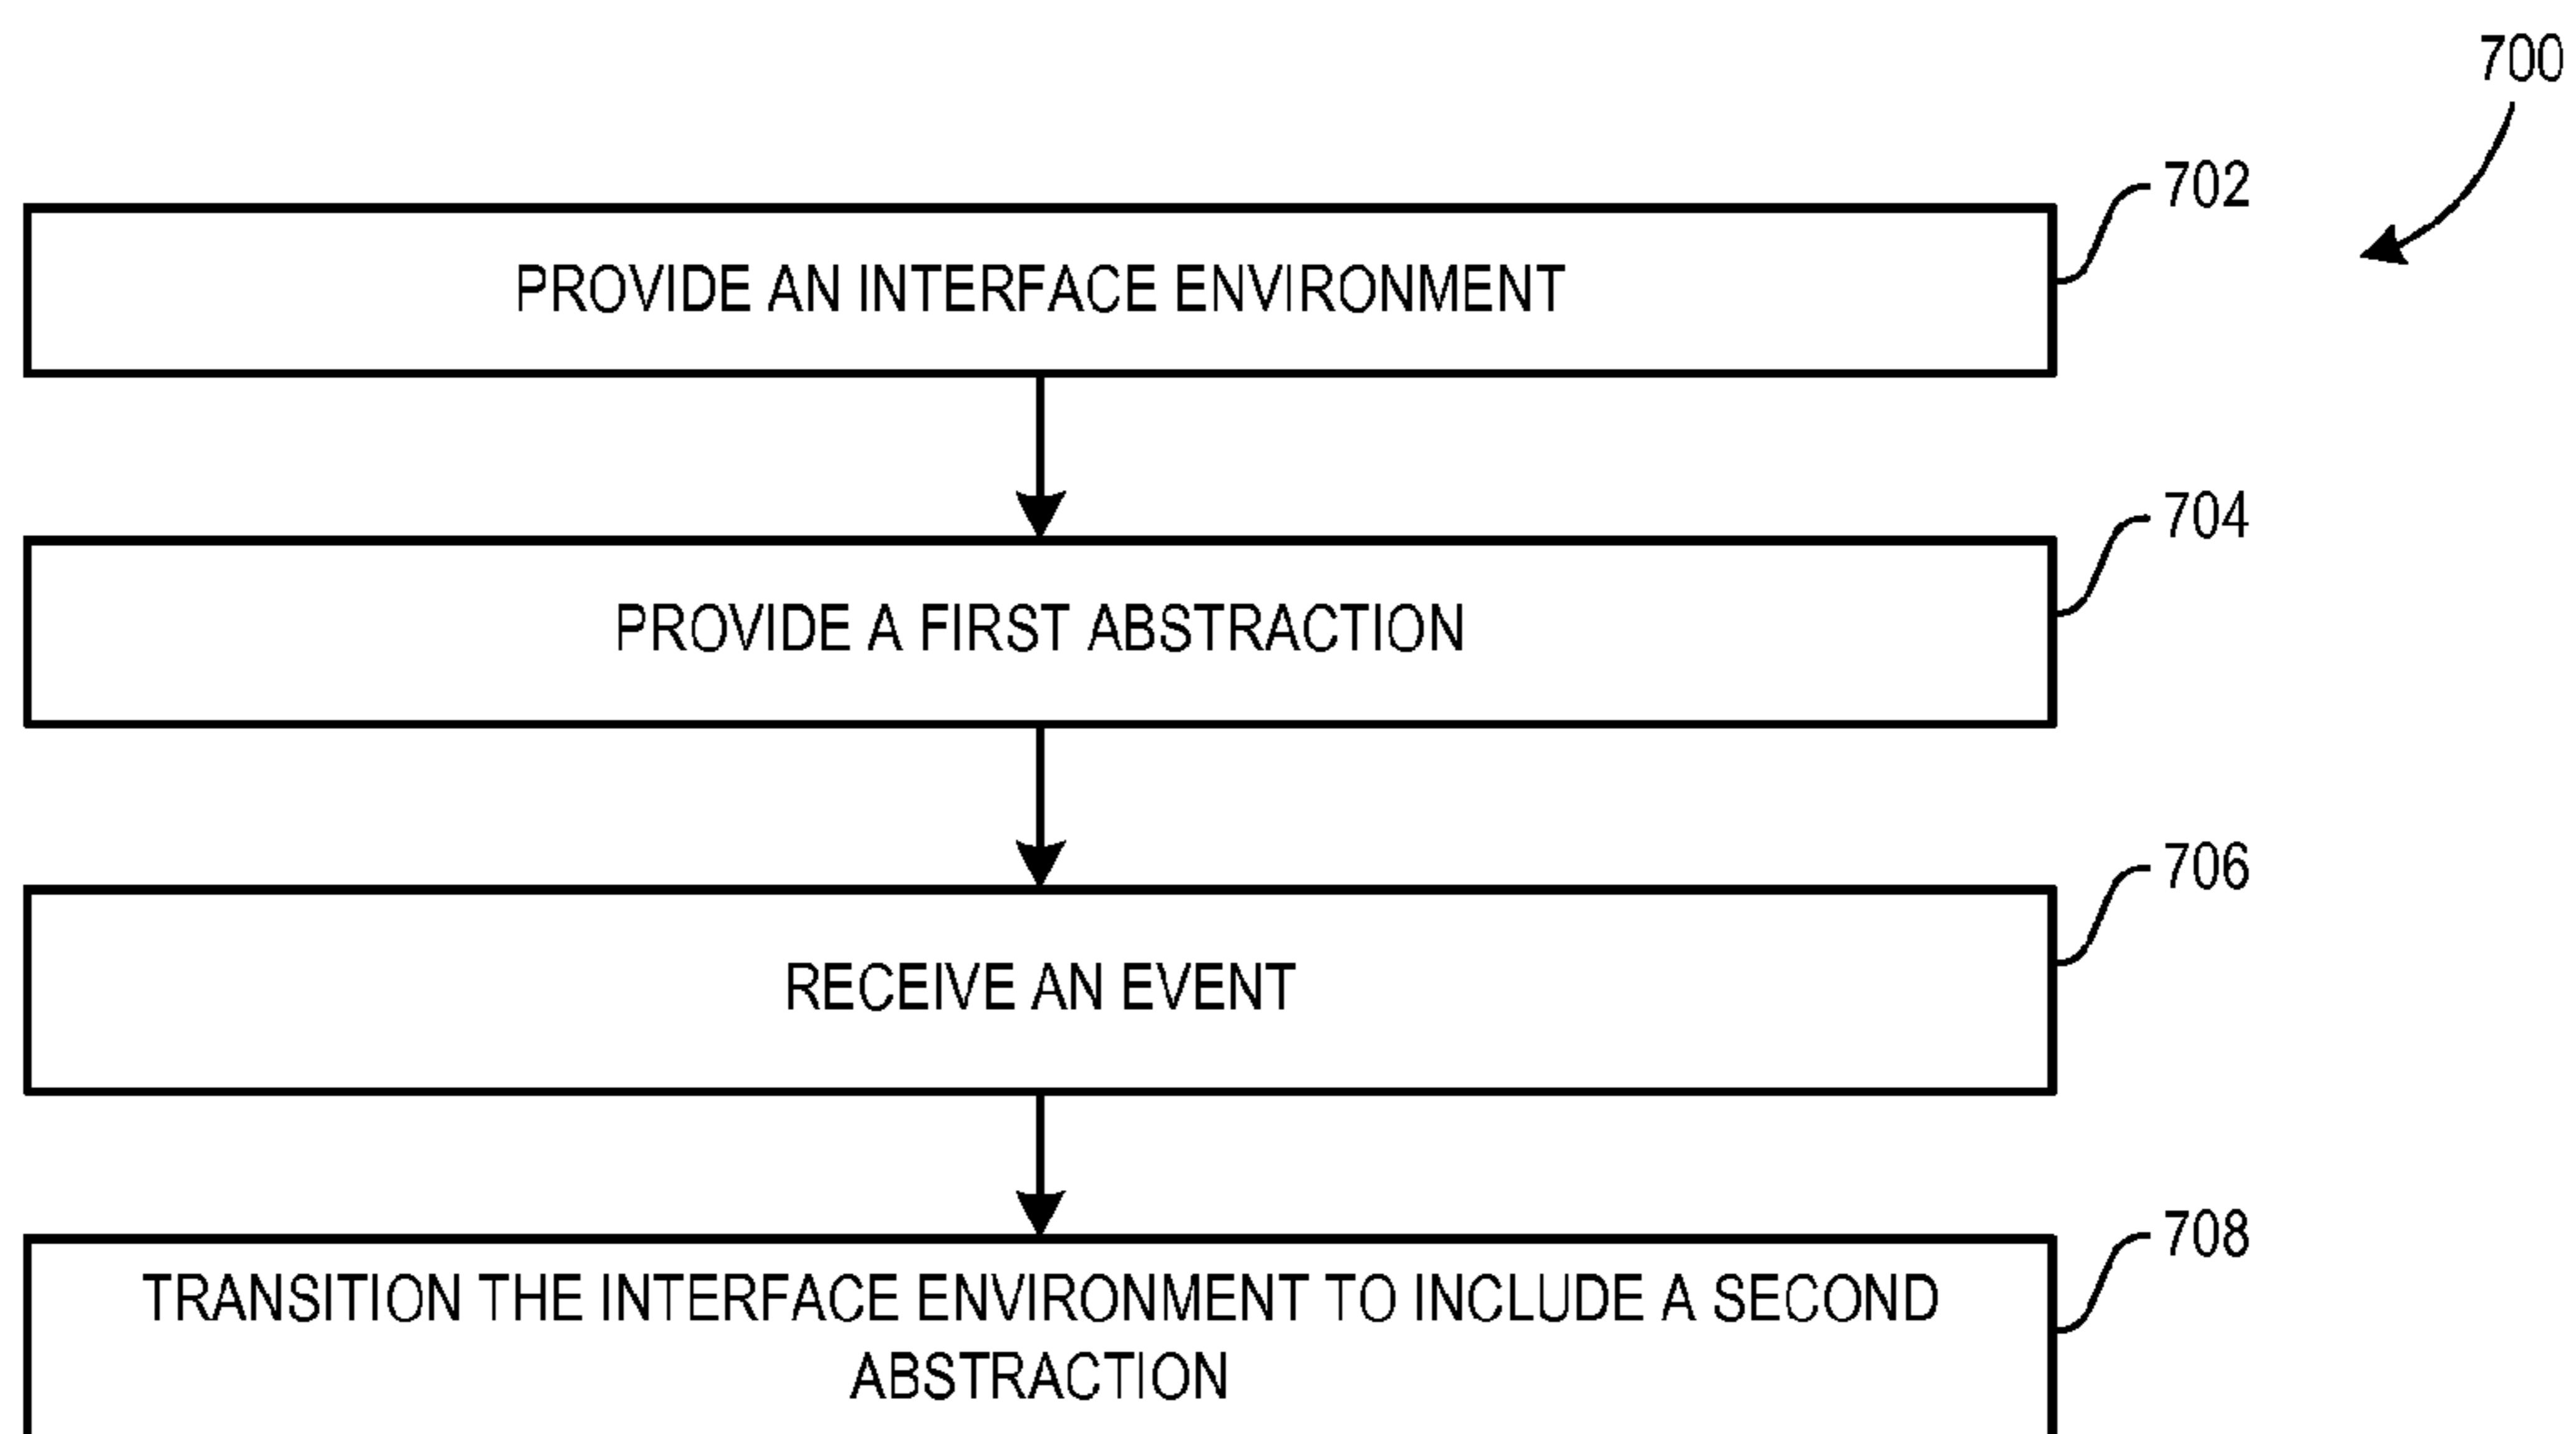 700
702
PROVIDE AN INTERFACE ENVIRONMENT
704
PROVIDE A FIRST ABSTRACTION
706
RECEIVE AN EVENT
708
TRANSITION THE INTERFACE ENVIRONMENT TO INCLUDE A SECOND
ABSTRACTION